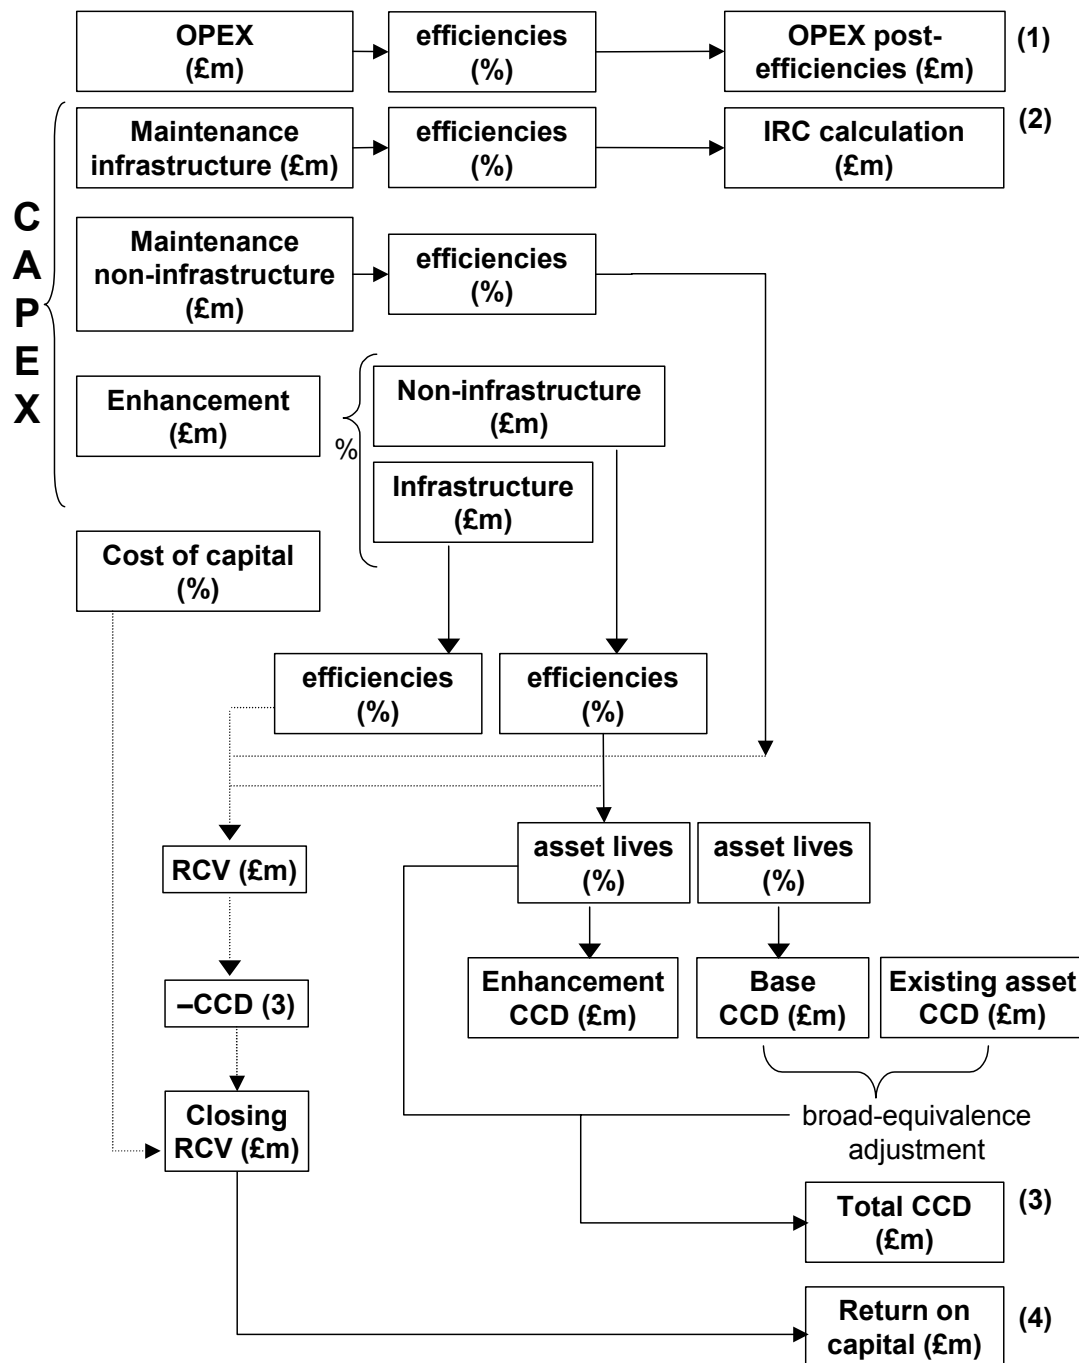 OPEX
(£m)
efficiencies
(%)
OPEX post-
efficiencies (£m)
(1)
Maintenance
infrastructure (£m)
efficiencies
(%)
IRC calculation
(£m)
(2)
C
A
P
E
X
Maintenance
non-infrastructure
(£m)
efficiencies
(%)
Enhancement
(£m)
%
Non-infrastructure
(£m)
Infrastructure
(£m)
Cost of capital
(%)
efficiencies
(%)
efficiencies
(%)
RCV (£m)
asset lives
(%)
asset lives
(%)
–CCD (3)
Enhancement
CCD (£m)
Base
CCD (£m)
Existing asset
CCD (£m)
Closing
RCV (£m)
broad-equivalence
adjustment
Total CCD
(£m)
(3)
Return on
capital (£m)
(4)